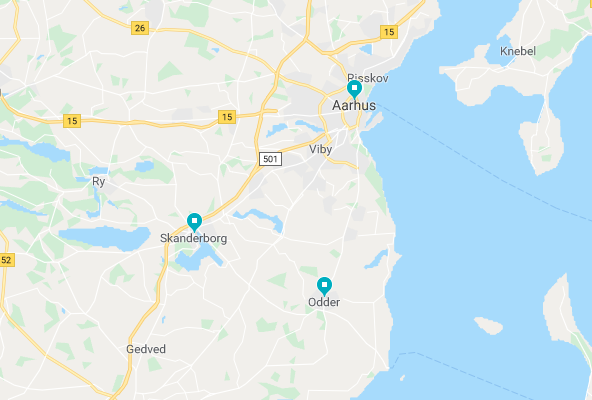 26
15
Knebel
Risskov
Aarhus
15
15
Viby
501
Ry
Skanderborg
52
Odder
Gedved